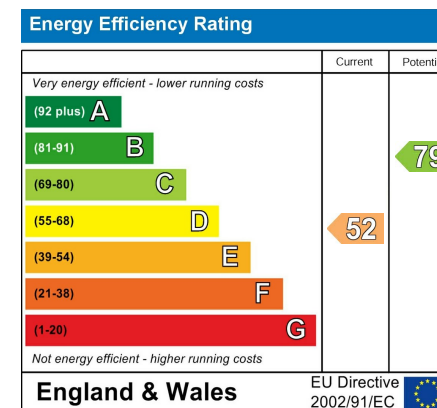 Energy Efficiency Rating
Current Potenti
Very energy efficient - lower running costs
(92 plus) A
(81-91) B
79
(69-80) C
(55-68) D
52
(39-54) E
(21-38) F
(1-20) G
Not energy efficient - higher running costs
England & Wales
EU Directive
2002/91/EC